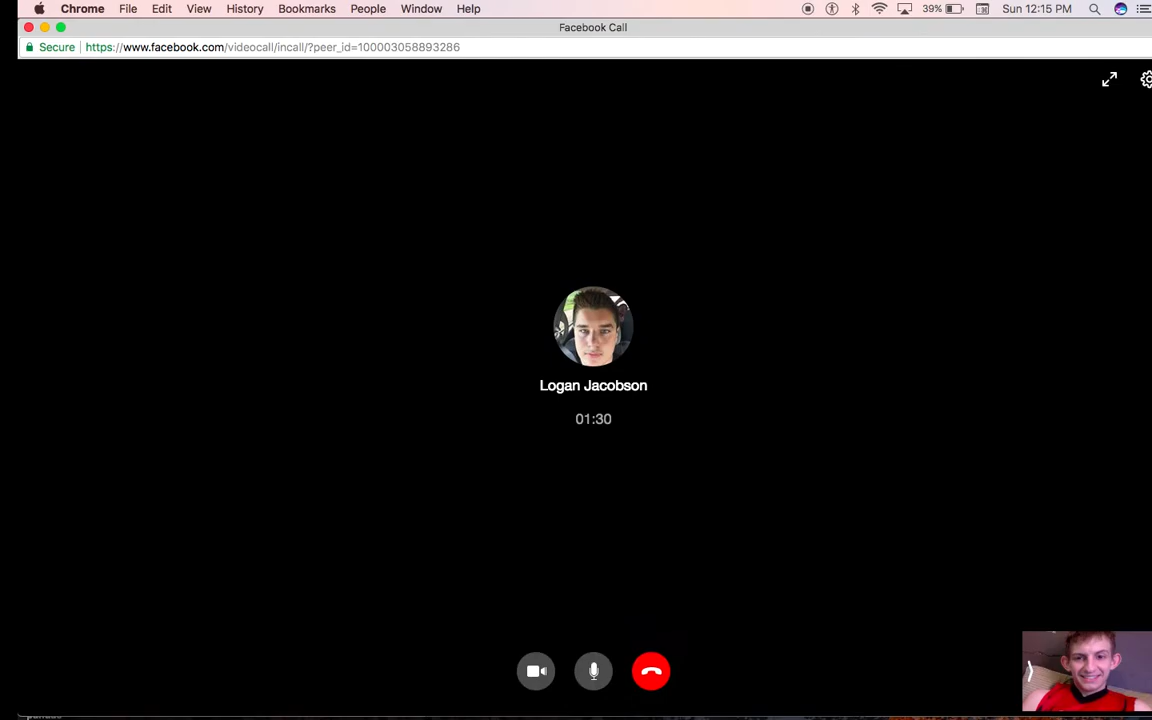 Chrome File Edit View History Bookmarks People Window Help 39% Sun 12:15 PM
Facebook Call
Secure https://www.facebook.com/videocall/incall/?peer_id=100003058893286
Logan Jacobson
01:30